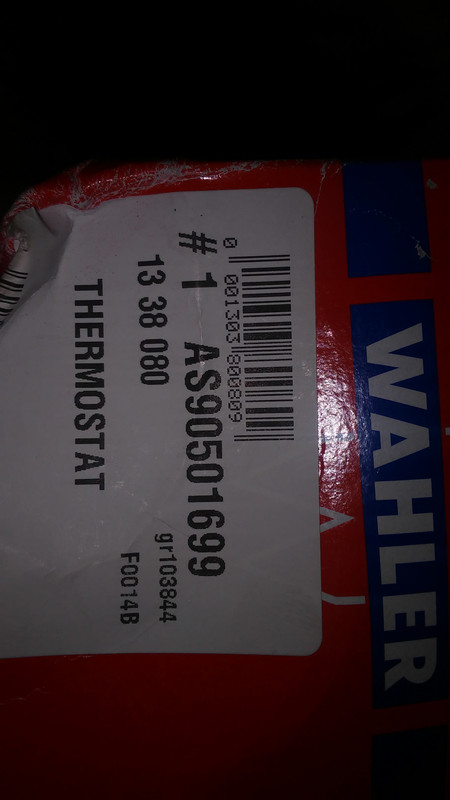 WAHLER
0 001303 800809
# 1 AS90501699
13 38 080
gr103844
THERMOSTAT
F0014B